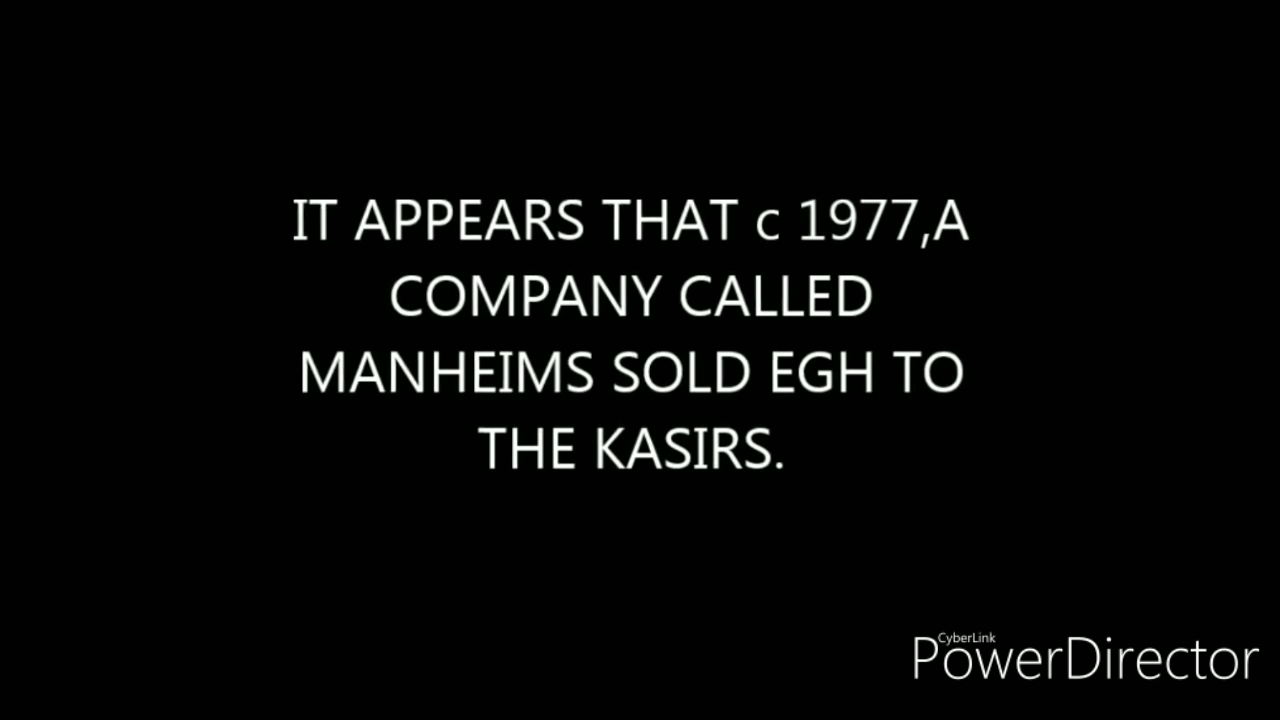 IT APPEARS THAT c 1977,A
COMPANY CALLED
MANHEIMS SOLD EGH TO
THE KASIRS.
CyberLink
PowerDirector